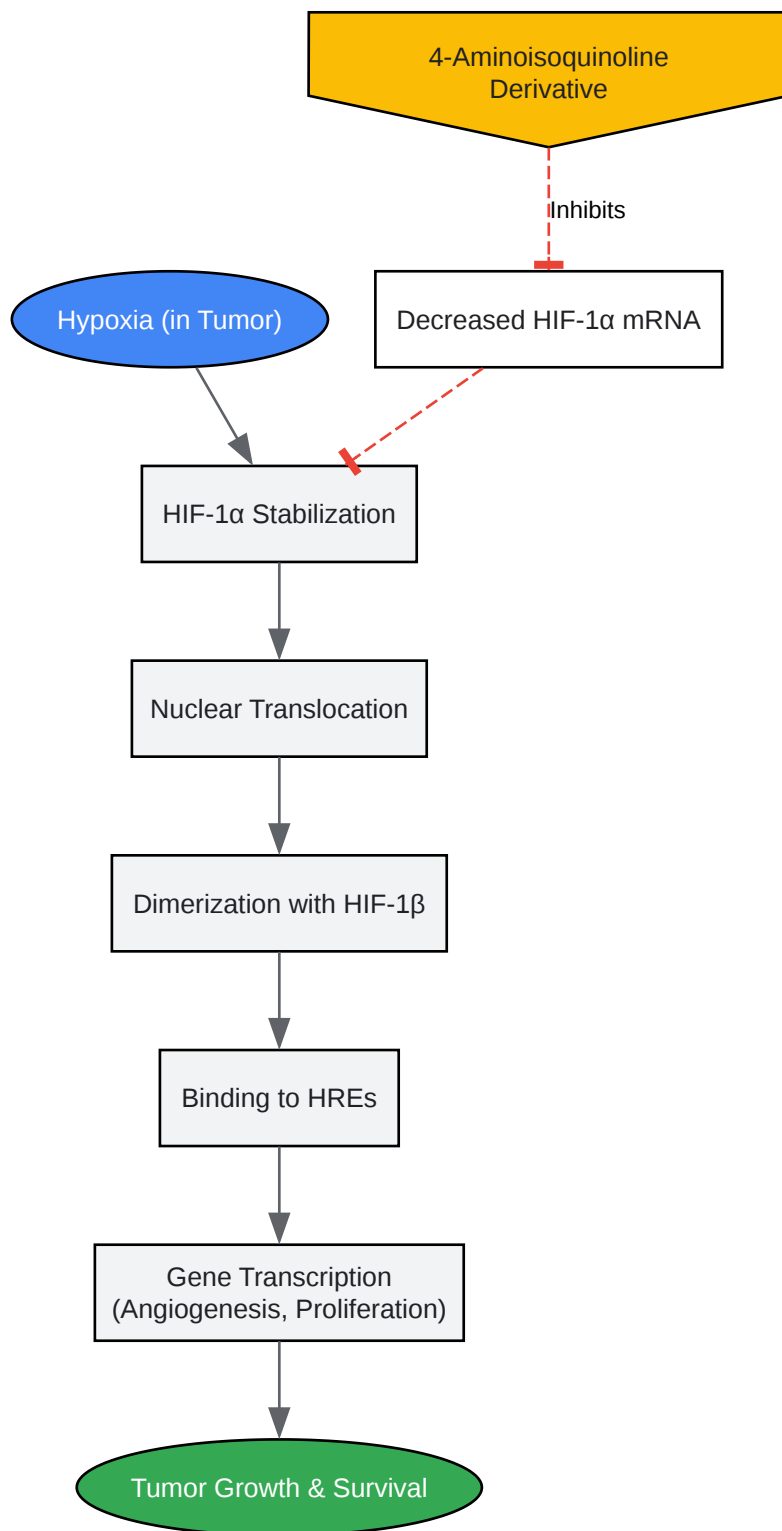 4-Aminoisoquinoline
Derivative
Inhibits
Hypoxia (in Tumor)
Decreased HIF-1α mRNA
HIF-1α Stabilization
Nuclear Translocation
Dimerization with HIF-1β
Binding to HREs
Gene Transcription
(Angiogenesis, Proliferation)
Tumor Growth & Survival